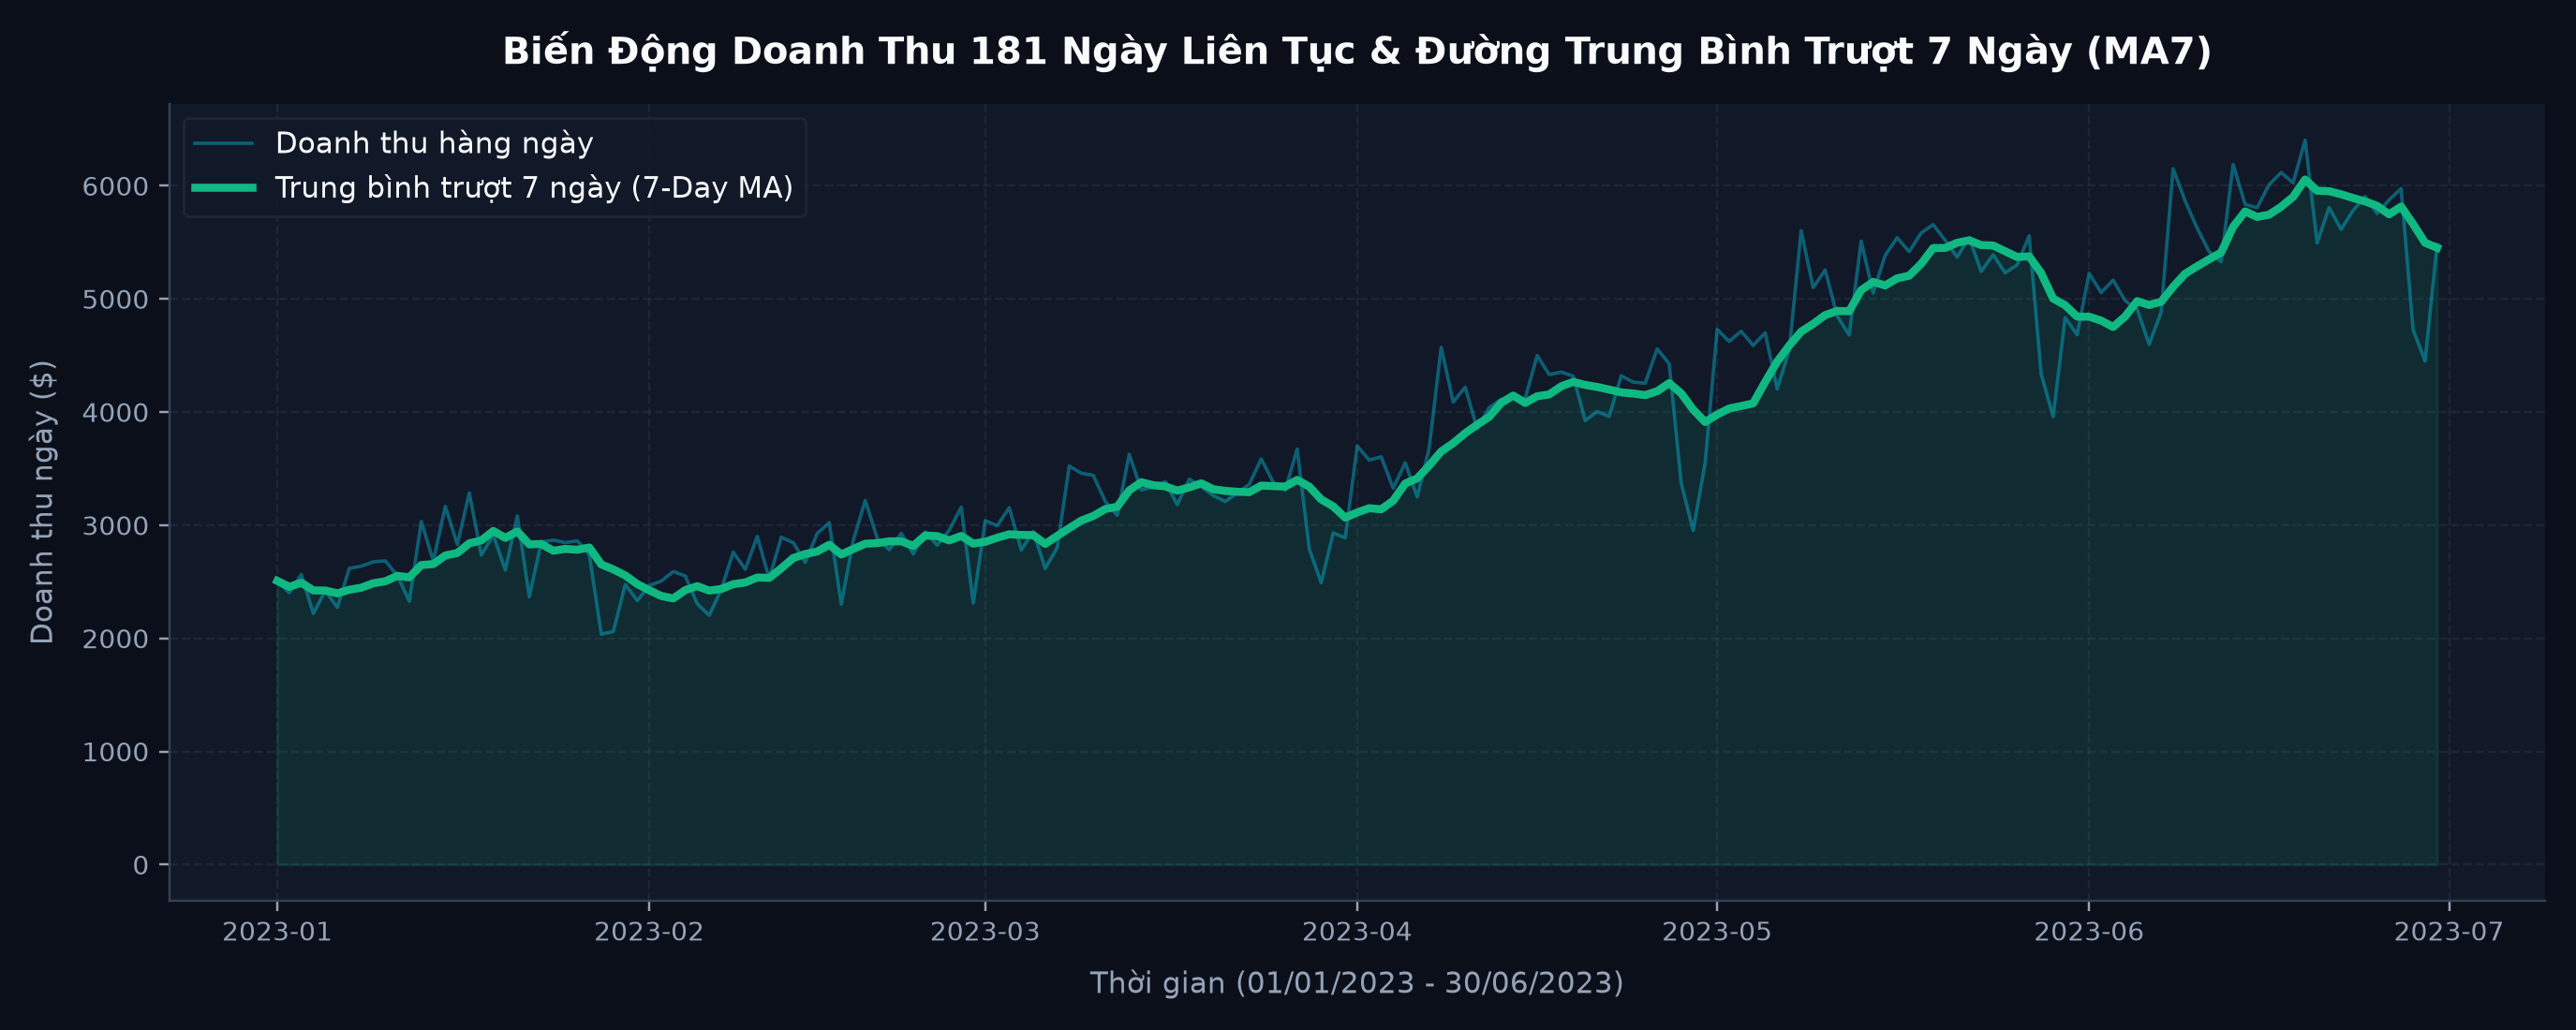 Biến Động Doanh Thu 181 Ngày Liên Tục & Đường Trung Bình Trượt 7 Ngày (MA7)
Doanh thu hàng ngày
Trung bình trượt 7 ngày (7-Day MA)
Doanh thu ngày ($)
6000
5000
4000
3000
2000
1000
0
2023-01
2023-02
2023-03
2023-04
2023-05
2023-06
2023-07
Thời gian (01/01/2023 - 30/06/2023)